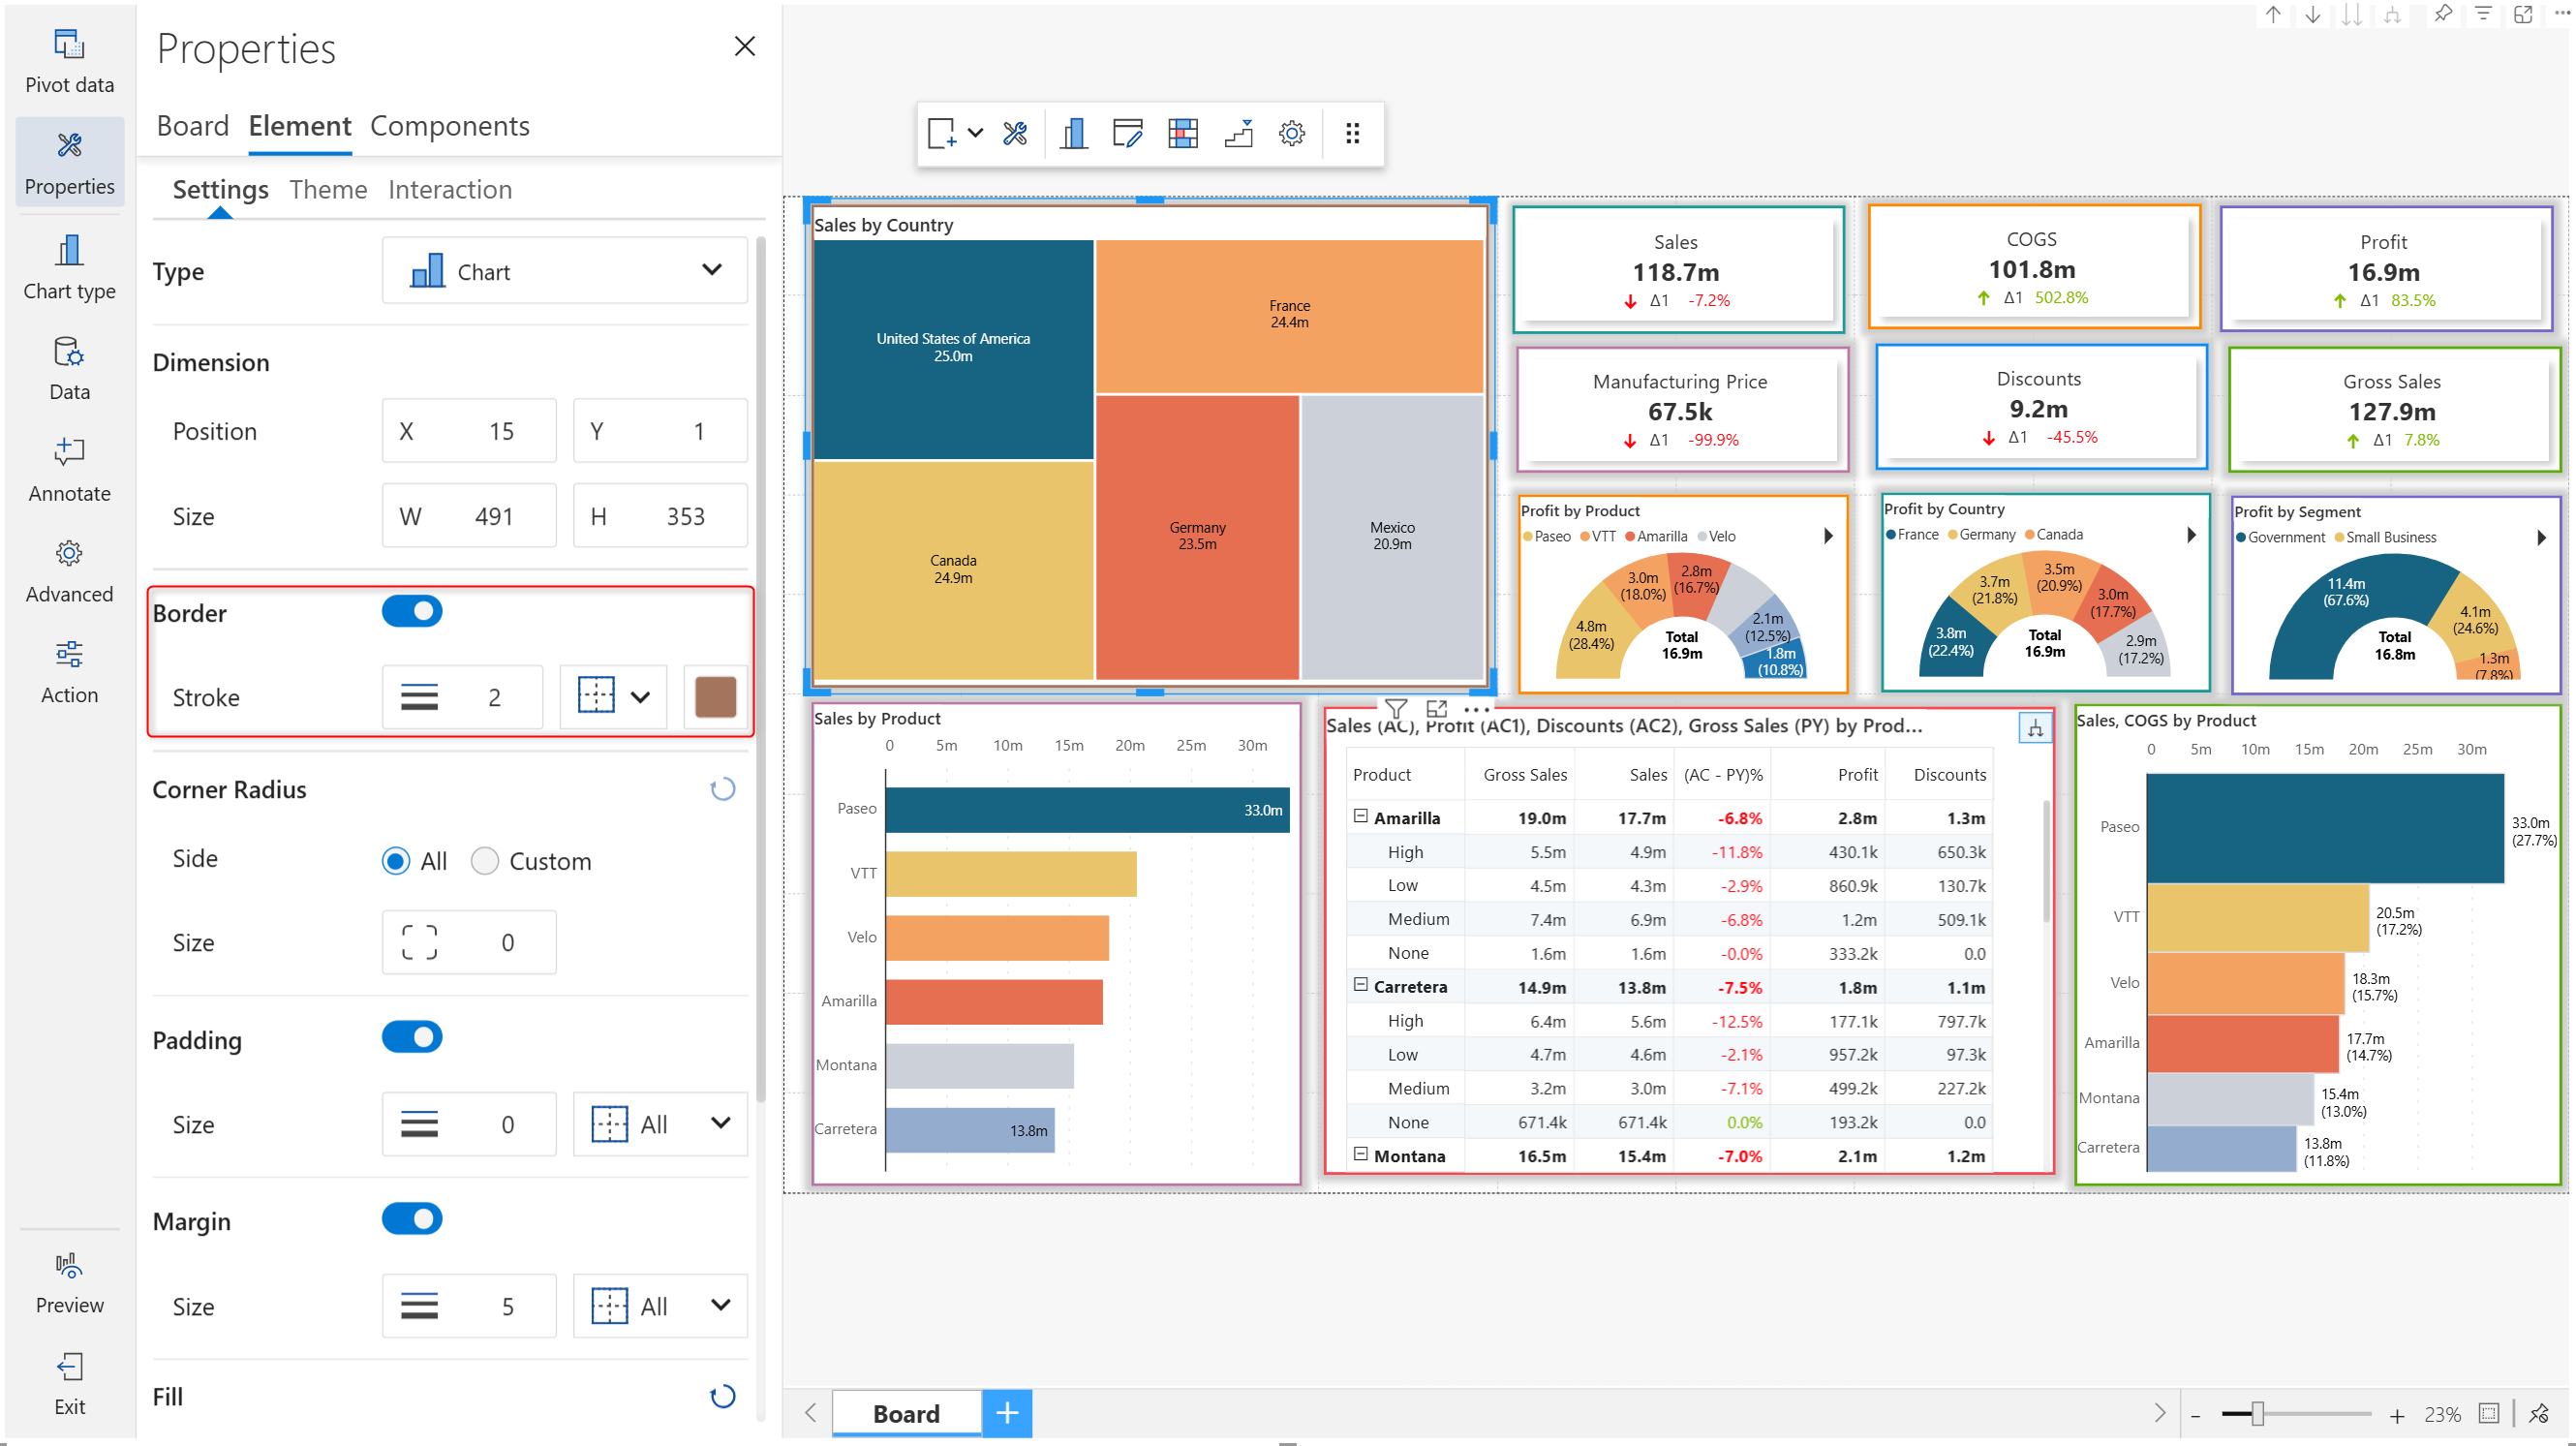 Pivot data
Properties
Chart type
Data
Annotate
Advanced
Action
Preview
Exit
Properties
Board Element Components
Settings Theme Interaction
Type Chart
Dimension
Position X 15 Y 1
Size W 491 H 353
Border
Stroke 2
Corner Radius
Side All Custom
Size 0
Padding
Size 0 All
Margin
Size 5 All
Fill
Sales by Country
United States of America
25.0m
France
24.4m
Canada
24.9m
Germany
23.5m
Mexico
20.9m
Sales
118.7m
Δ1 -7.2%
COGS
101.8m
Δ1 502.8%
Profit
16.9m
Δ1 83.5%
Manufacturing Price
67.5k
Δ1 -99.9%
Discounts
9.2m
Δ1 -45.5%
Gross Sales
127.9m
Δ1 7.8%
Profit by Product
Paseo VTT Amarilla Velo
4.8m
(28.4%)
3.0m
(18.0%)
2.8m
(16.7%)
2.1m
(12.5%)
1.8m
(10.8%)
Total
16.9m
Profit by Country
France Germany Canada
3.8m
(22.4%)
3.7m
(21.8%)
3.5m
(20.9%)
3.0m
(17.7%)
2.9m
(17.2%)
Total
16.9m
Profit by Segment
Government Small Business
11.4m
(67.6%)
4.1m
(24.6%)
1.3m
(7.8%)
Total
16.8m
Sales by Product
0 5m 10m 15m 20m 25m 30m
Paseo 33.0m
VTT
Velo
Amarilla
Montana
Carretera 13.8m
Sales (AC), Profit (AC1), Discounts (AC2), Gross Sales (PY) by Prod...
Product Gross Sales Sales (AC - PY)% Profit Discounts
Amarilla 19.0m 17.7m -6.8% 2.8m 1.3m
High 5.5m 4.9m -11.8% 430.1k 650.3k
Low 4.5m 4.3m -2.9% 860.9k 130.7k
Medium 7.4m 6.9m -6.8% 1.2m 509.1k
None 1.6m 1.6m -0.0% 333.2k 0.0
Carretera 14.9m 13.8m -7.5% 1.8m 1.1m
High 6.4m 5.6m -12.5% 177.1k 797.7k
Low 4.7m 4.6m -2.1% 957.2k 97.3k
Medium 3.2m 3.0m -7.1% 499.2k 227.2k
None 671.4k 671.4k 0.0% 193.2k 0.0
Montana 16.5m 15.4m -7.0% 2.1m 1.2m
Sales, COGS by Product
0 5m 10m 15m 20m 25m 30m
Paseo 33.0m
(27.7%)
VTT 20.5m
(17.2%)
Velo 18.3m
(15.7%)
Amarilla 17.7m
(14.7%)
Montana 15.4m
(13.0%)
Carretera 13.8m
(11.8%)
Board
23%